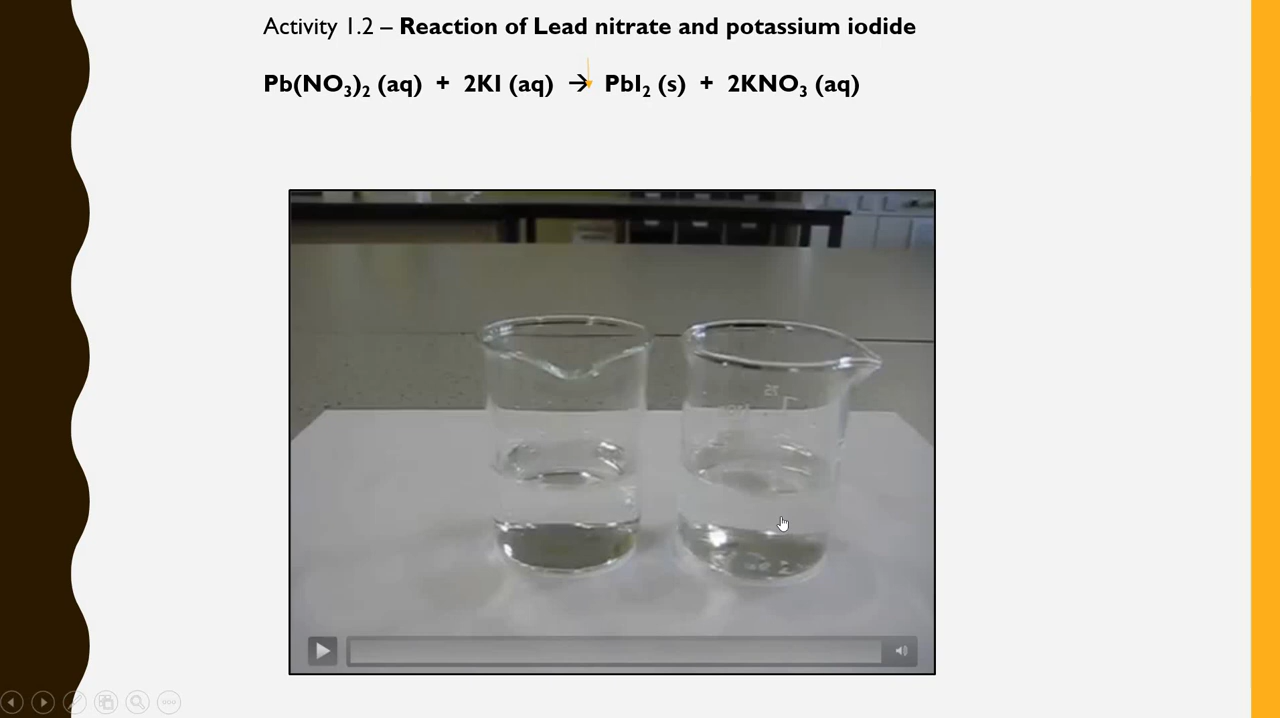 Activity 1.2 – Reaction of Lead nitrate and potassium iodide
Pb(NO₃)₂ (aq) + 2KI (aq) → PbI₂ (s) + 2KNO₃ (aq)